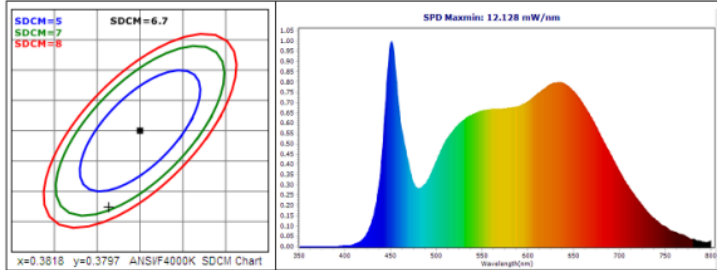 SDCM=5
SDCM=7
SDCM=8
SDCM=6.7
x=0.3818 y=0.3797 ANSI/F4000K SDCM Chart
SPD Maxmin: 12.128 mW/nm
1.05
1.00
0.95
0.90
0.85
0.80
0.75
0.70
0.65
0.60
0.55
0.50
0.45
0.40
0.35
0.30
0.25
0.20
0.15
0.10
0.05
0.00
350 400 450 500 550 600 650 700 750 800
Wavelength(nm)